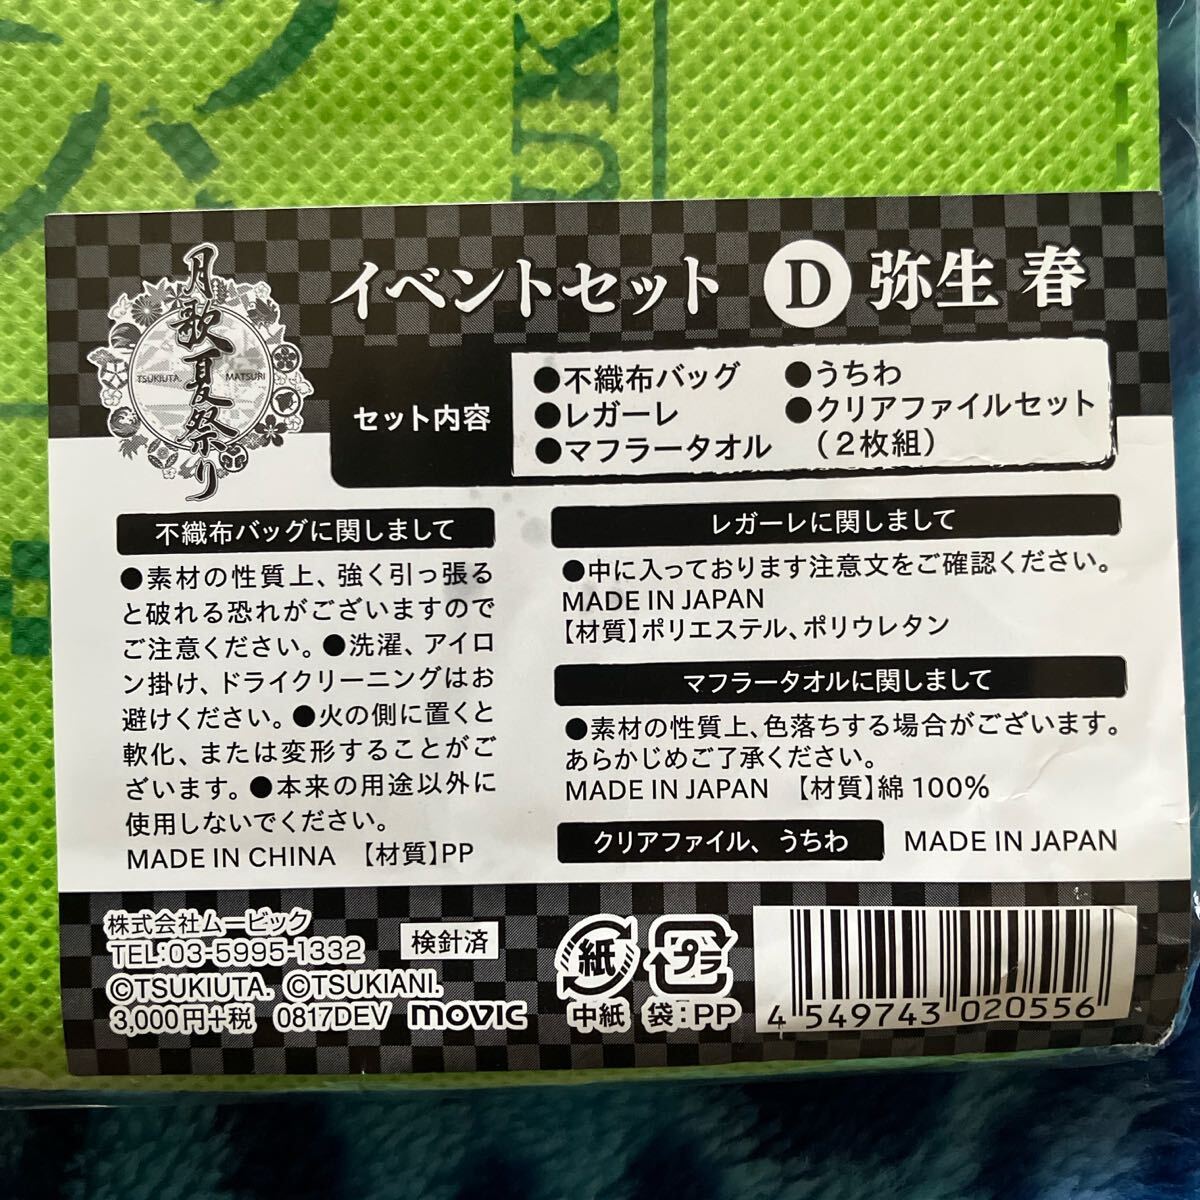 UK
月歌夏祭り
TSUKIUTA. MATSURI
イベントセット D 弥生 春
セット内容
●不織布バッグ
●レガーレ
●マフラータオル
●うちわ
●クリアファイルセット
（2枚組）
不織布バッグに関しまして
●素材の性質上、強く引っ張る
と破れる恐れがございますので
ご注意ください。●洗濯、アイロ
ン掛け、ドライクリーニングはお
避けください。●火の側に置くと
軟化、または変形することがご
ざいます。●本来の用途以外に
使用しないでください。
MADE IN CHINA 【材質】PP
レガーレに関しまして
●中に入っております注意文をご確認ください。
MADE IN JAPAN
【材質】ポリエステル、ポリウレタン
マフラータオルに関しまして
●素材の性質上、色落ちする場合がございます。
あらかじめご了承ください。
MADE IN JAPAN 【材質】綿 100%
クリアファイル、うちわ MADE IN JAPAN
株式会社ムービック
TEL:03-5995-1332
検針済
©TSUKIUTA. ©TSUKIANI.
3,000円+税 0817DEV movic
紙
中紙
プラ
袋:PP
4 549743 020556